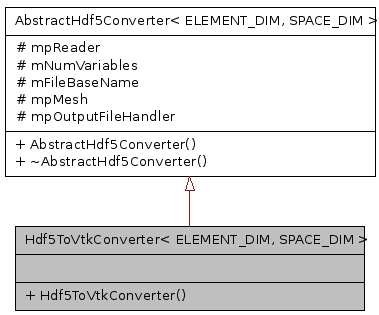 AbstractHdf5Converter< ELEMENT_DIM, SPACE_DIM >
# mpReader
# mNumVariables
# mFileBaseName
# mpMesh
# mpOutputFileHandler
+ AbstractHdf5Converter()
+ ~AbstractHdf5Converter()
Hdf5ToVtkConverter< ELEMENT_DIM, SPACE_DIM >
+ Hdf5ToVtkConverter()